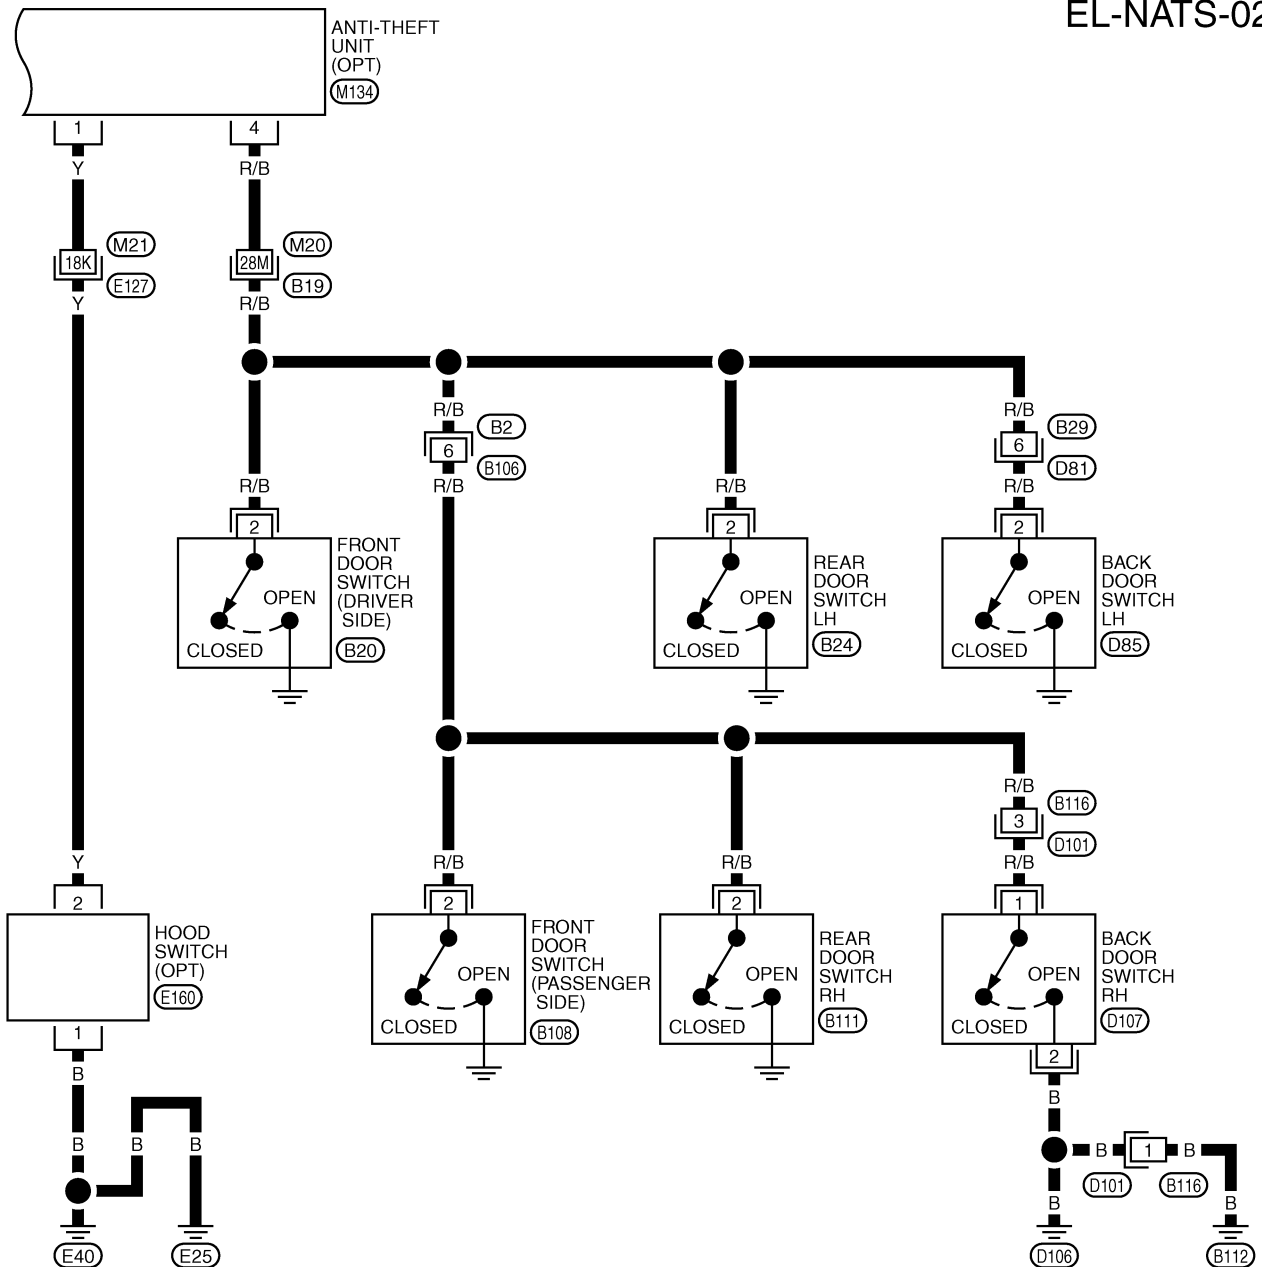 EL-NATS-02
ANTI-THEFT
UNIT
(OPT)
M134
1
4
Y
R/B
M21
M20
18K
28M
E127
B19
Y
R/B
R/B
R/B
B2
B29
6
6
B106
D81
R/B
R/B
R/B
R/B
2
2
2
FRONT
DOOR
SWITCH
(DRIVER
SIDE)
B20
OPEN
CLOSED
REAR
DOOR
SWITCH
LH
B24
OPEN
CLOSED
BACK
DOOR
SWITCH
LH
D85
OPEN
CLOSED
R/B
B116
3
D101
Y
R/B
R/B
R/B
2
2
2
1
HOOD
SWITCH
(OPT)
E160
FRONT
DOOR
SWITCH
(PASSENGER
SIDE)
B108
OPEN
CLOSED
REAR
DOOR
SWITCH
RH
B111
OPEN
CLOSED
BACK
DOOR
SWITCH
RH
D107
OPEN
CLOSED
1
2
B
B
B
B
B
B
1
B
D101
B116
B
B
E40
E25
D106
B112